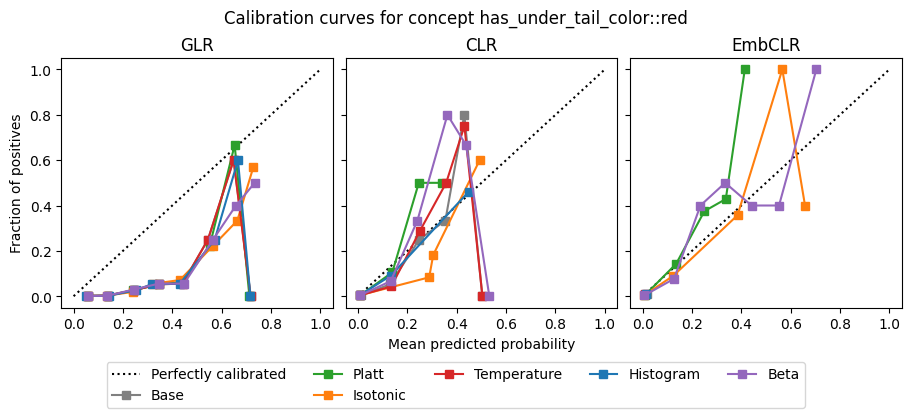 Calibration curves for concept has_under_tail_color::red
GLR
CLR
EmbCLR
Fraction of positives
1.0
0.8
0.6
0.4
0.2
0.0
0.0 0.2 0.4 0.6 0.8 1.0
0.0 0.2 0.4 0.6 0.8 1.0
0.0 0.2 0.4 0.6 0.8 1.0
Mean predicted probability
Perfectly calibrated Platt Temperature Histogram Beta
Base Isotonic